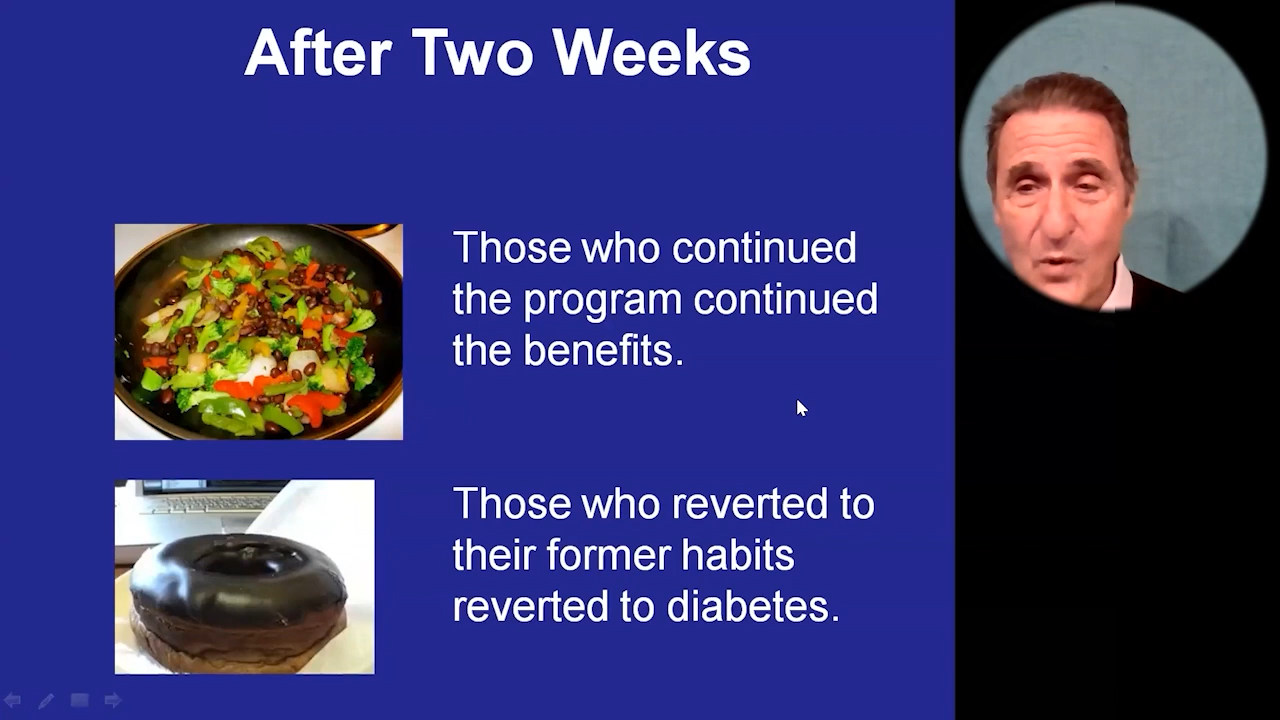 After Two Weeks
Those who continued
the program continued
the benefits.
Those who reverted to
their former habits
reverted to diabetes.